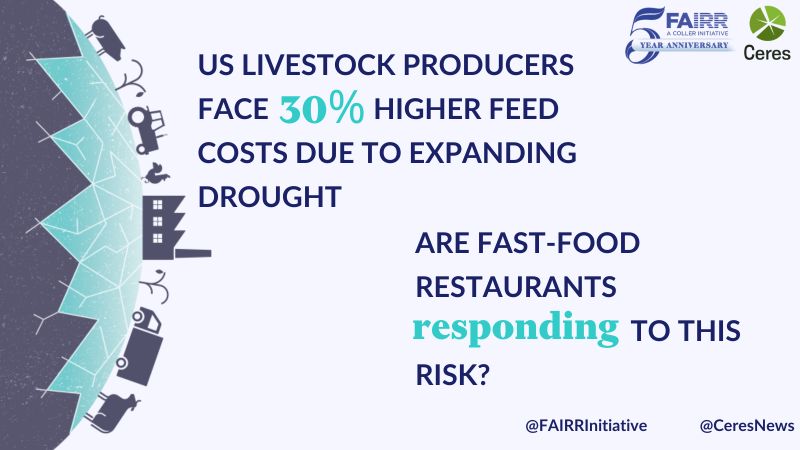 5 FAIRR
A COLLER INITIATIVE
YEAR ANNIVERSARY
Ceres
US LIVESTOCK PRODUCERS
FACE 30% HIGHER FEED
COSTS DUE TO EXPANDING
DROUGHT
ARE FAST-FOOD
RESTAURANTS
responding TO THIS
RISK?
@FAIRRInitiative @CeresNews